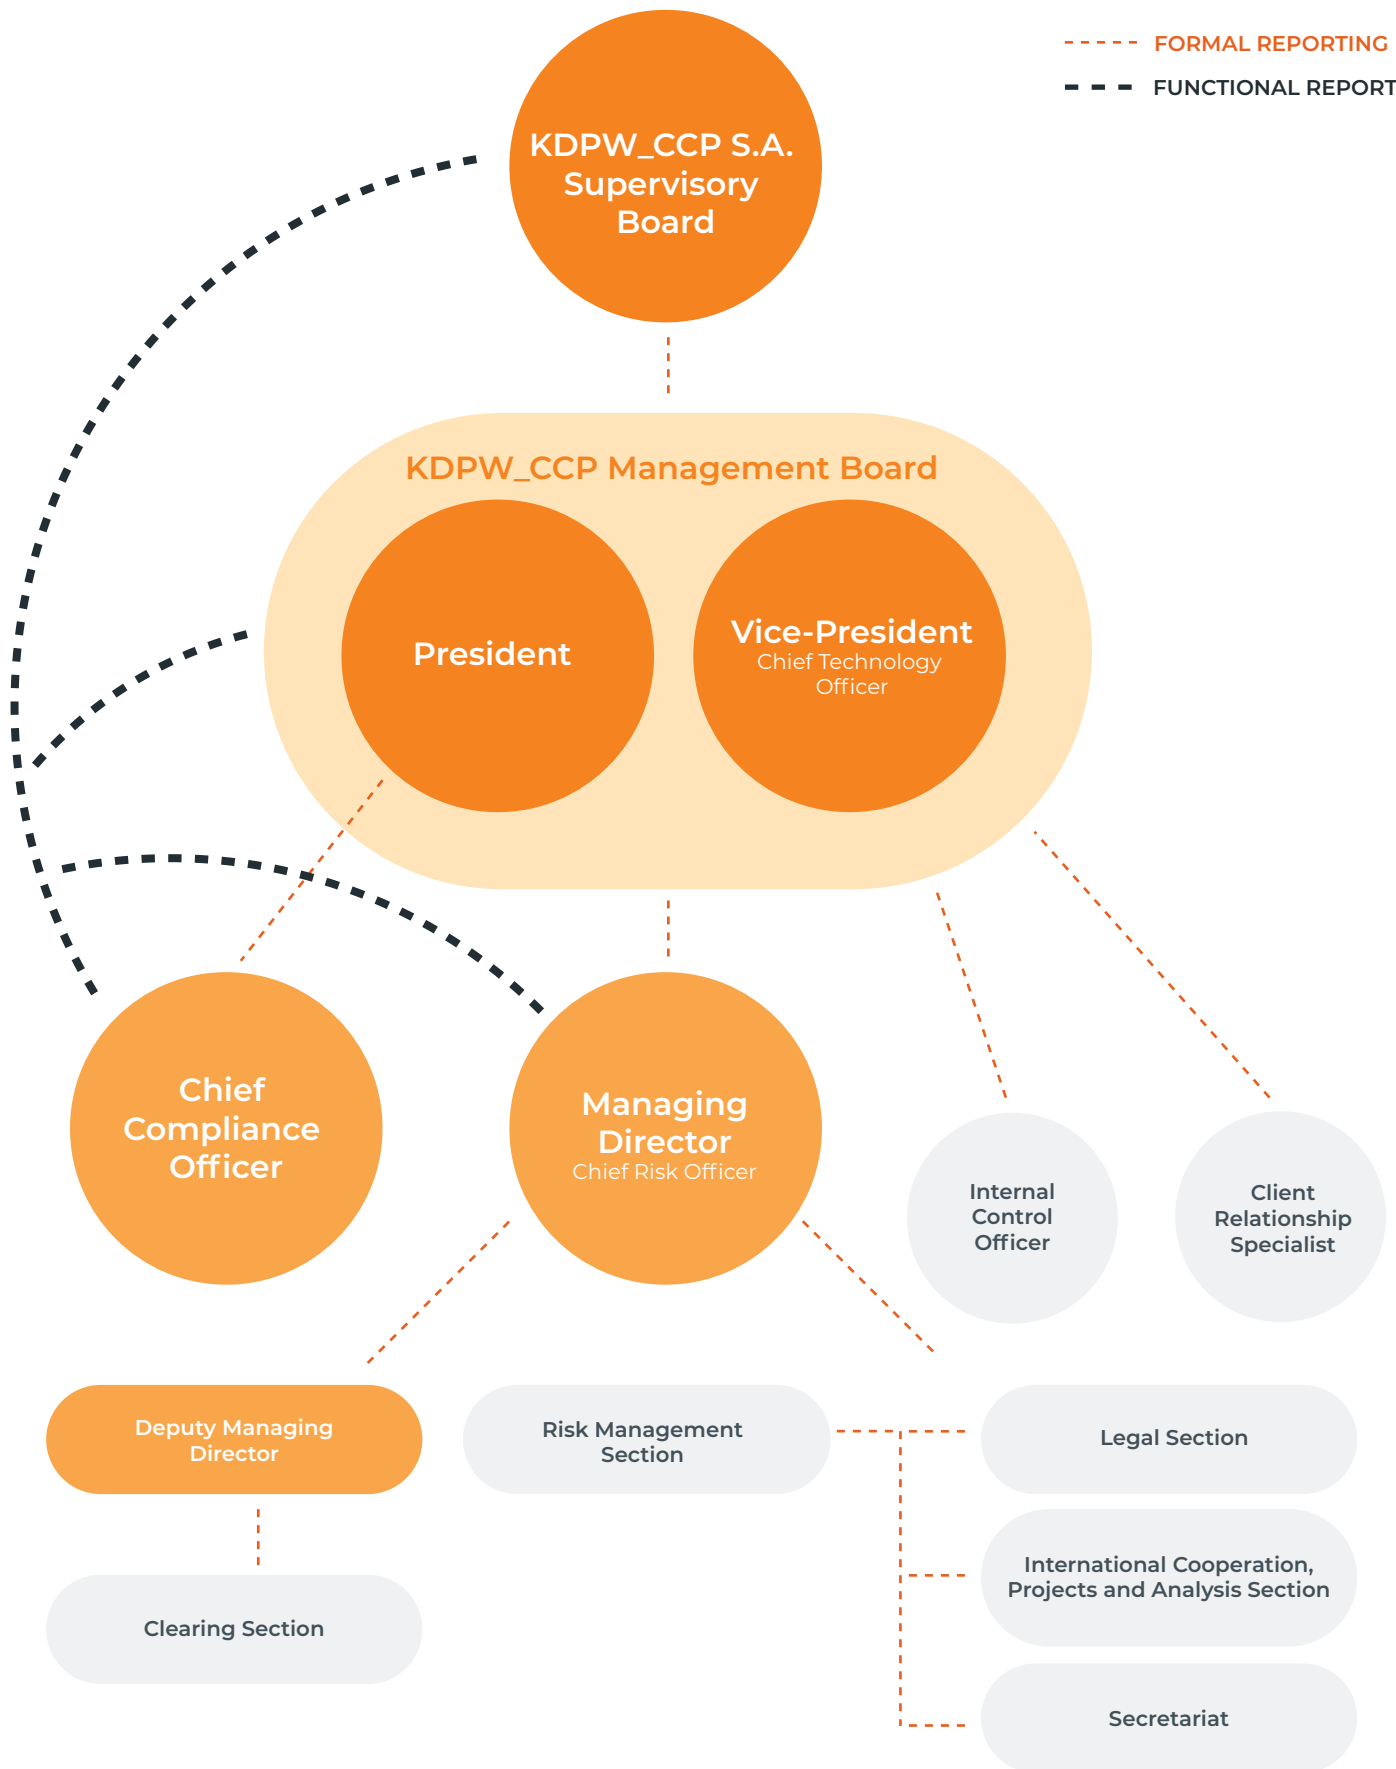 FORMAL REPORTING
FUNCTIONAL REPORT
KDPW_CCP S.A.
Supervisory
Board
KDPW_CCP Management Board
President
Vice-President
Chief Technology
Officer
Chief
Compliance
Officer
Managing
Director
Chief Risk Officer
Internal
Control
Officer
Client
Relationship
Specialist
Deputy Managing
Director
Risk Management
Section
Legal Section
International Cooperation,
Projects and Analysis Section
Clearing Section
Secretariat